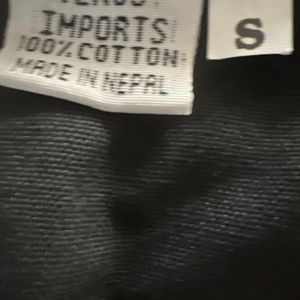 IMPORTS
100% COTTON
MADE IN NEPAL
S